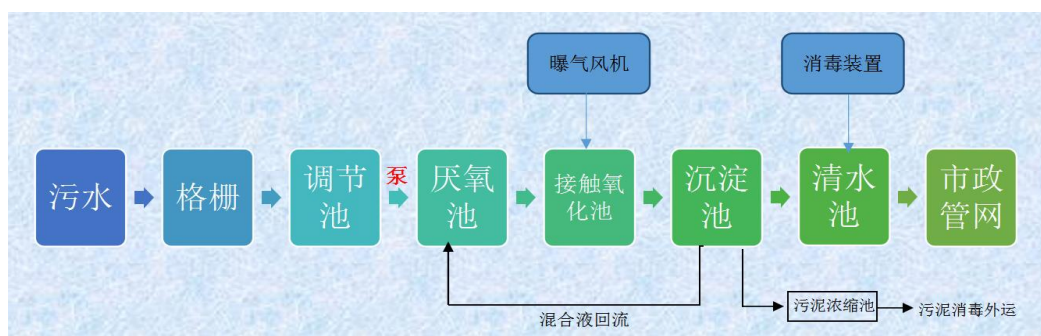 曝气风机
消毒装置
污水
格栅
调节
池
泵
厌氧
池
接触氧
化池
沉淀
池
清水
池
市政
管网
混合液回流
污泥浓缩池
污泥消毒外运